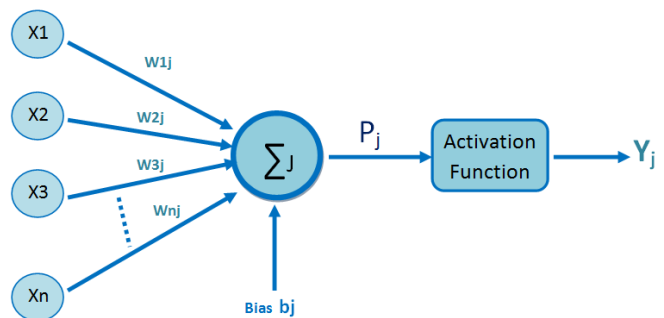 X1
W1j
X2
W2j
Pj
Activation
Function
Yj
∑J
W3j
X3
Wnj
Xn
Bias bj